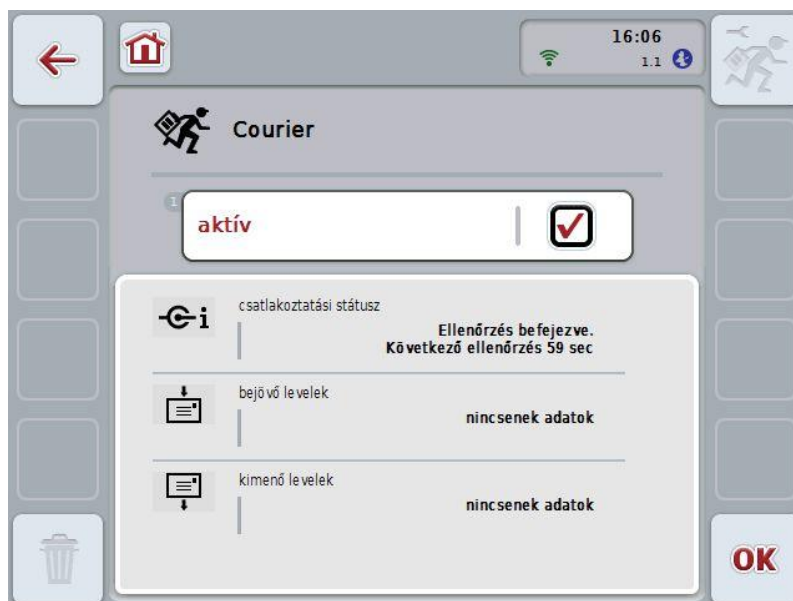 16:06
1.1
Courier
I
aktív
csatlakoztatási státusz
Ellenőrzés befejezve.
Következő ellenőrzés 59 sec
bejövő levelek
nincsenek adatok
kimenő levelek
nincsenek adatok
OK